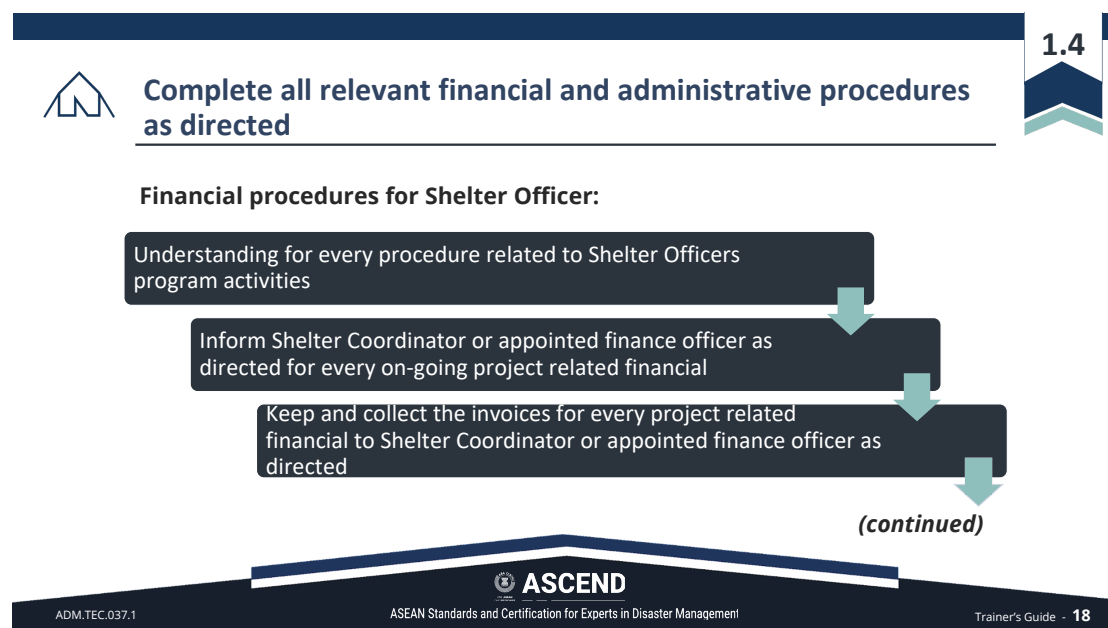 1.4
Complete all relevant financial and administrative procedures
as directed
Financial procedures for Shelter Officer:
Understanding for every procedure related to Shelter Officers
program activities
Inform Shelter Coordinator or appointed finance officer as
directed for every on-going project related financial
Keep and collect the invoices for every project related
financial to Shelter Coordinator or appointed finance officer as
directed
(continued)
ASCEND
ASEAN Standards and Certification for Experts in Disaster Management
ADM.TEC.037.1
Trainer's Guide - 18